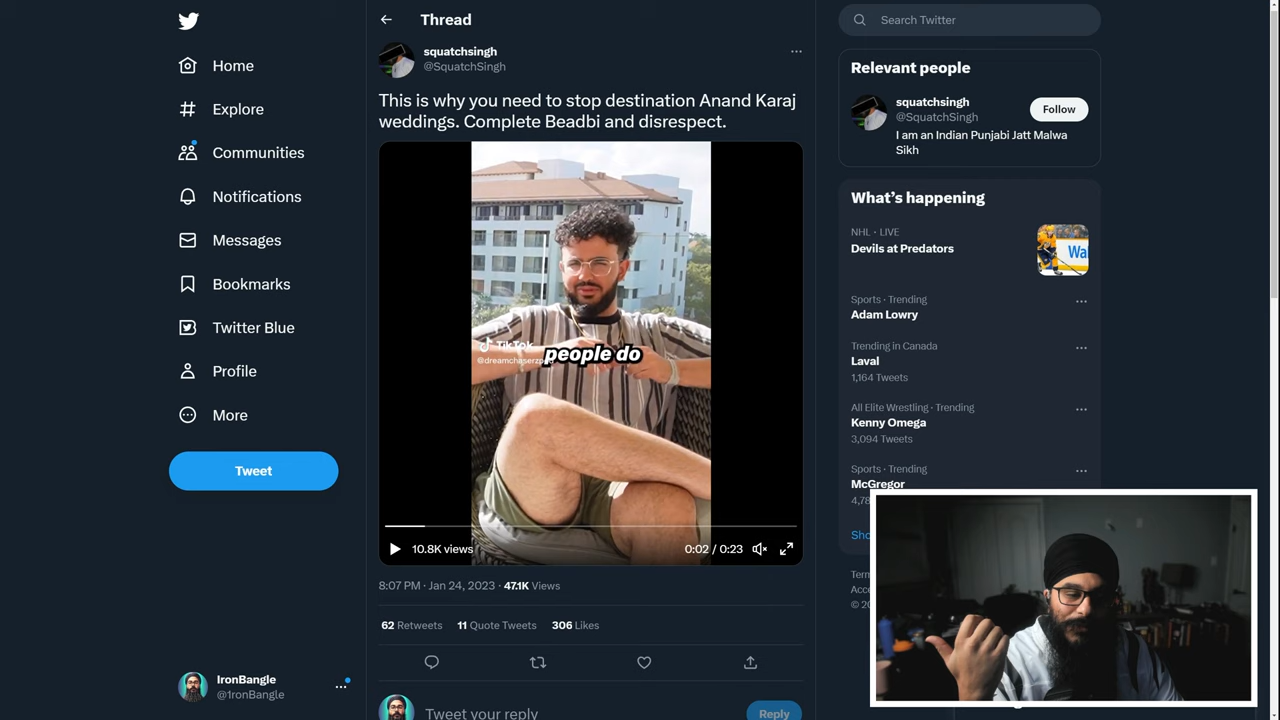 Home
Explore
Communities
Notifications
Messages
Bookmarks
Twitter Blue
Profile
More
Tweet
IronBangle
@1ronBangle
Thread
squatchsingh
@SquatchSingh
This is why you need to stop destination Anand Karaj
weddings. Complete Beadbi and disrespect.
TikTok
people do
10.8K views
0:02 / 0:23
8:07 PM · Jan 24, 2023 · 47.1K Views
62 Retweets 11 Quote Tweets 306 Likes
Tweet your reply
Reply
Search Twitter
Relevant people
squatchsingh
@SquatchSingh
Follow
I am an Indian Punjabi Jatt Malwa
Sikh
What's happening
NHL · LIVE
Devils at Predators
Sports · Trending
Adam Lowry
Trending in Canada
Laval
1,164 Tweets
All Elite Wrestling · Trending
Kenny Omega
3,094 Tweets
Sports · Trending
McGregor